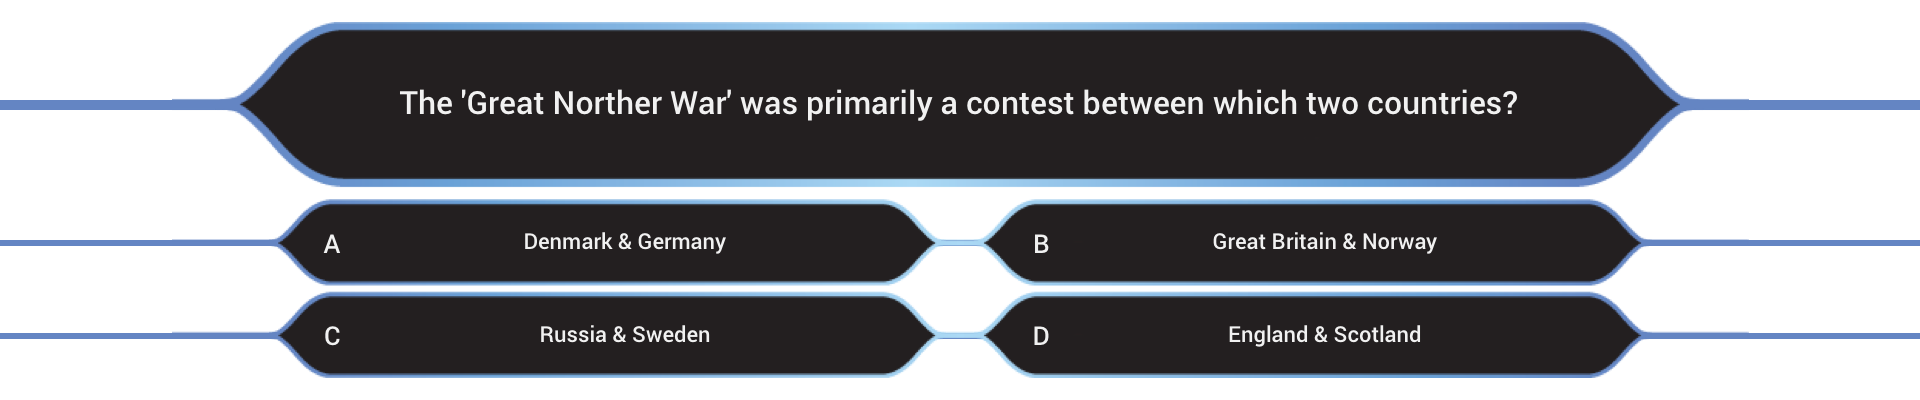 The 'Great Norther War' was primarily a contest between which two countries?
A Denmark & Germany
B Great Britain & Norway
C Russia & Sweden
D England & Scotland